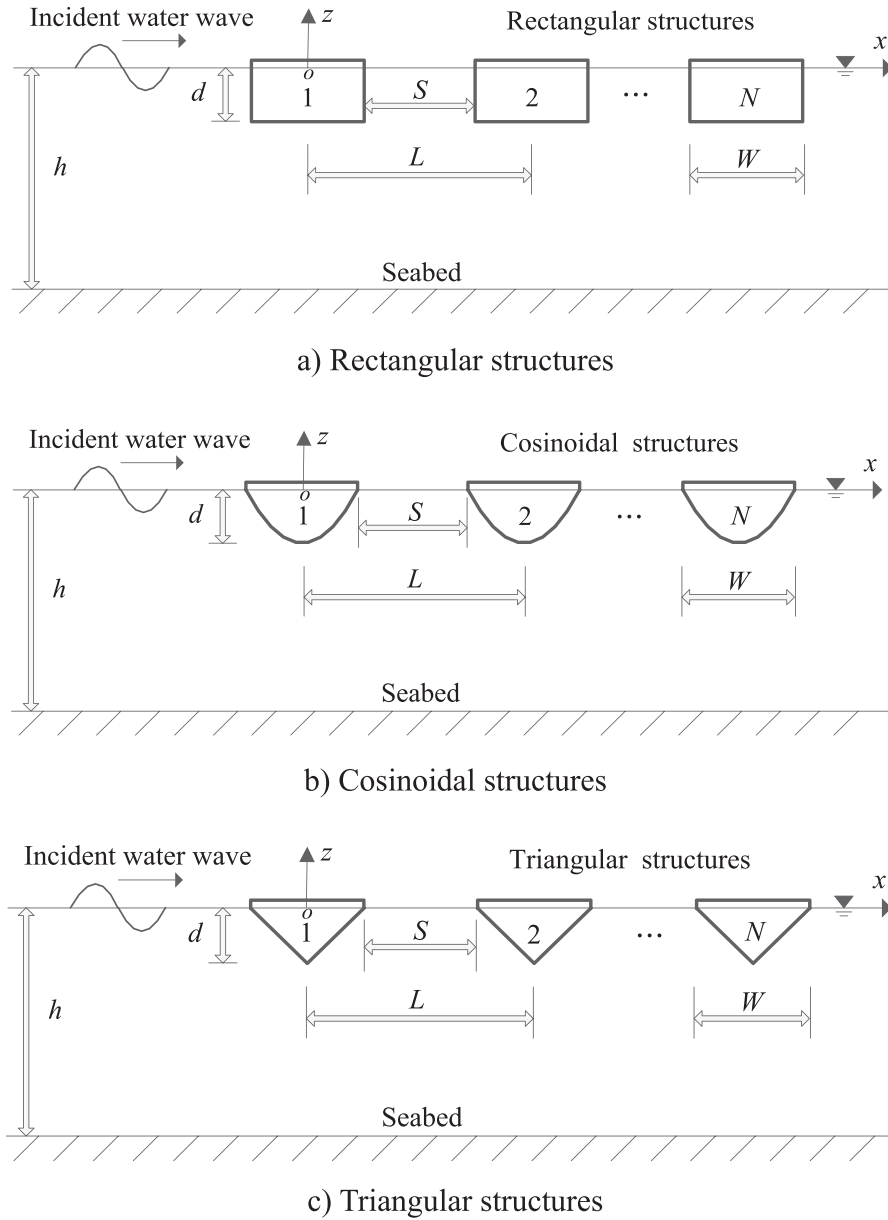 Incident water wave
z
Rectangular structures
x
o
d
1
S
2
...
N
h
L
W
Seabed
a) Rectangular structures
Incident water wave
z
Cosinoidal structures
x
o
d
1
S
2
...
N
h
L
W
Seabed
b) Cosinoidal structures
Incident water wave
z
Triangular structures
x
o
d
1
S
2
...
N
h
L
W
Seabed
c) Triangular structures